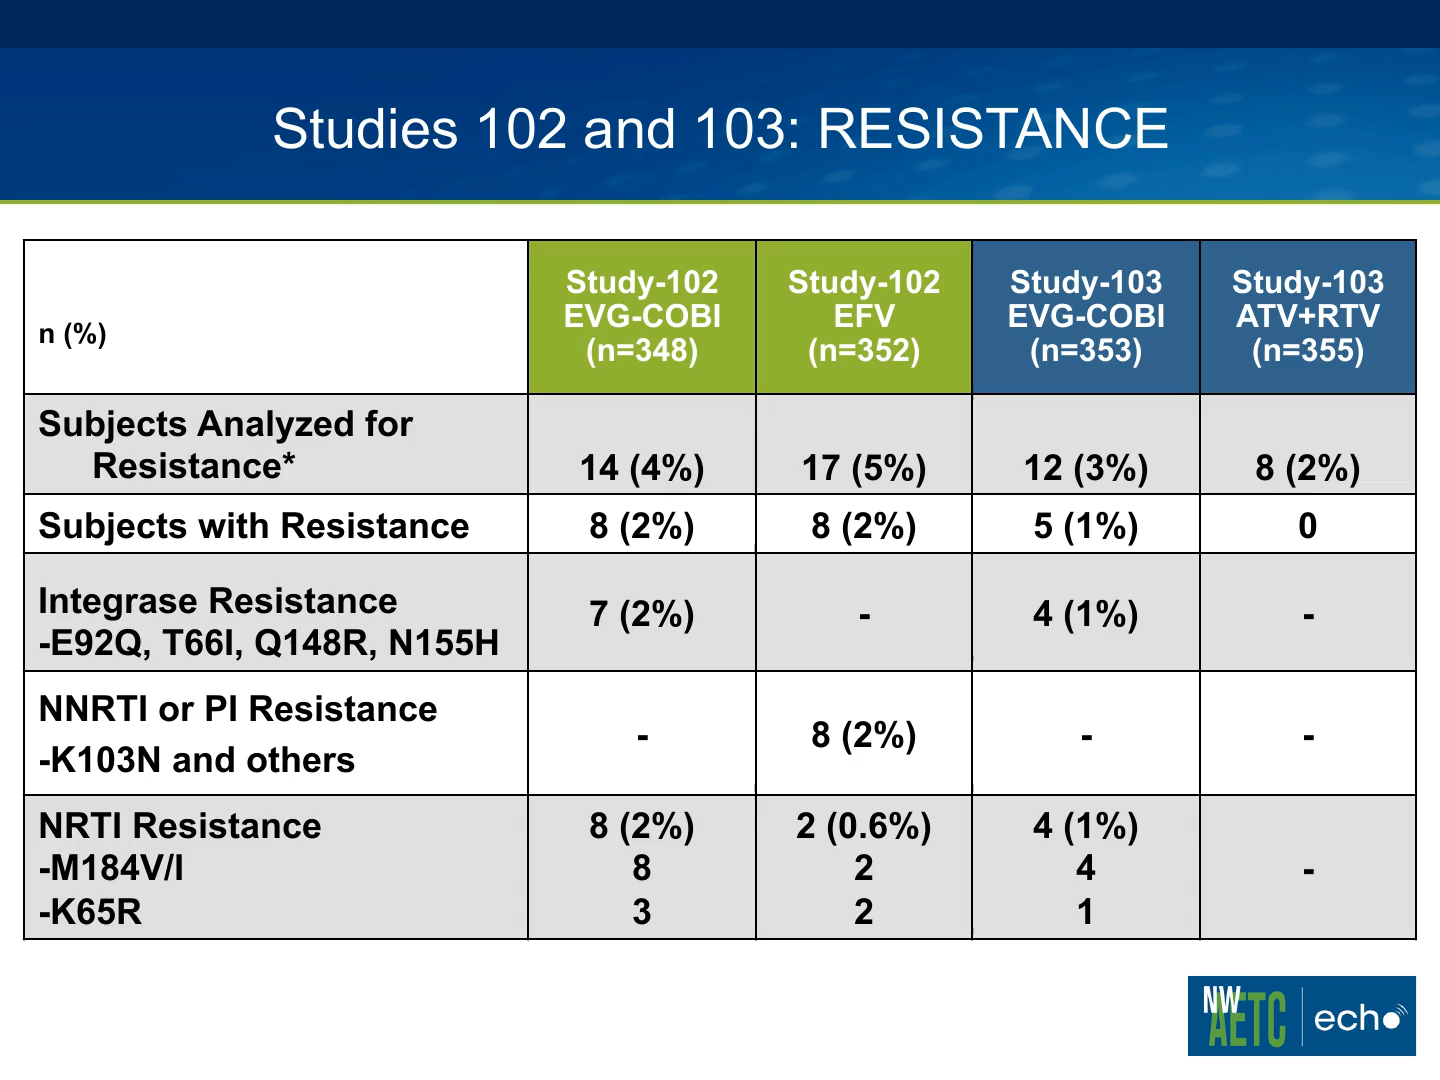 Studies 102 and 103: RESISTANCE
n (%)
Study-102
EVG-COBI
(n=348)
Study-102
EFV
(n=352)
Study-103
EVG-COBI
(n=353)
Study-103
ATV+RTV
(n=355)
Subjects Analyzed for
Resistance*
14 (4%)
17 (5%)
12 (3%)
8 (2%)
Subjects with Resistance
8 (2%)
8 (2%)
5 (1%)
0
Integrase Resistance
-E92Q, T66I, Q148R, N155H
7 (2%)
-
4 (1%)
-
NNRTI or PI Resistance
-K103N and others
-
8 (2%)
-
-
NRTI Resistance
-M184V/I
-K65R
8 (2%)
8
3
2 (0.6%)
2
2
4 (1%)
4
1
-
NW
AETC
echo